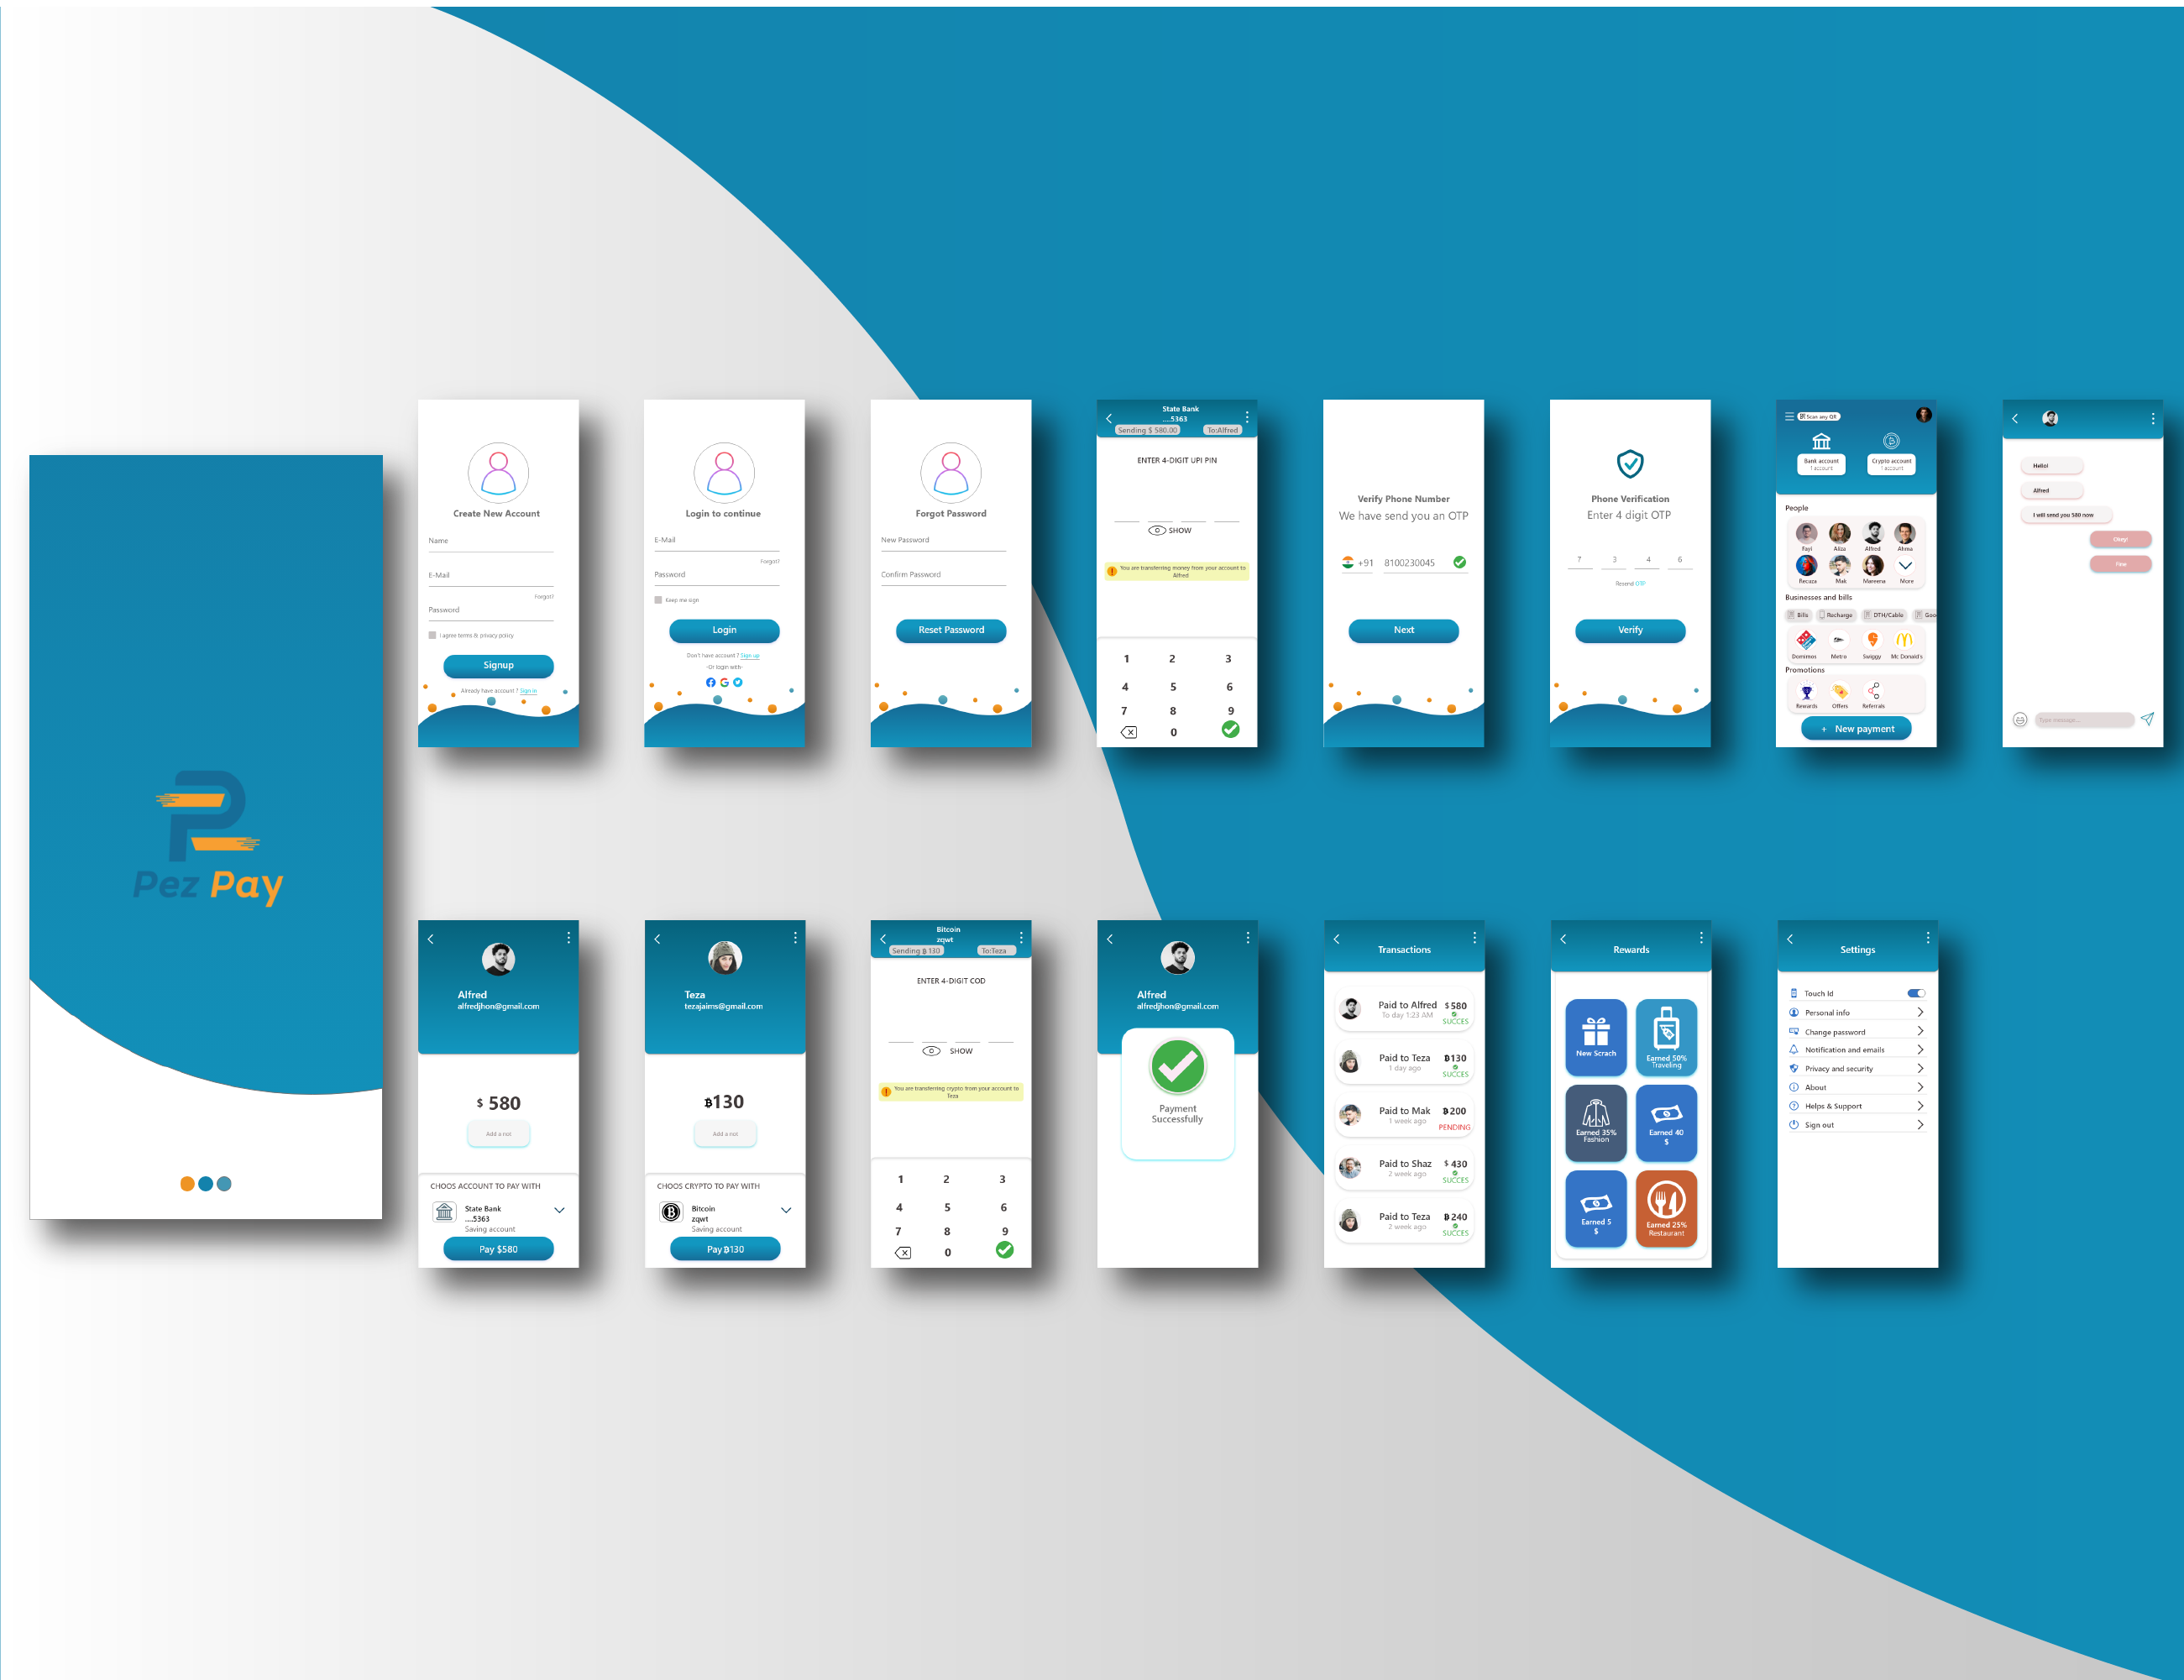 Pez Pay
Create New Account
Name
E-Mail
Forgot?
Password
I agree terms & privacy policy
Signup
Already have account ? Sign in
Login to continue
E-Mail
Forgot?
Password
Keep me sign
Login
Don't have account ? Sign up
-Or login with-
Forgot Password
New Password
Confirm Password
Reset Password
State Bank
....5363
Sending $ 580.00
To:Alfred
ENTER 4-DIGIT UPI PIN
SHOW
You are transferring money from your account to
Alfred
1 2 3
4 5 6
7 8 9
0
Verify Phone Number
We have send you an OTP
+91 8100230045
Next
Phone Verification
Enter 4 digit OTP
7 3 4 6
Resend OTP
Verify
Scan any QR
Bank account
1 account
Crypto account
1 account
People
Fayi Aliza Alfred Ahma
Recaza Mak Mareena More
Businesses and bills
Bills Recharge DTH/Cable Goo
Dominos Metro Swiggy Mc Donald's
Promotions
Rewards Offers Referrals
+ New payment
Hello!
Alfred
I will send you 580 now
Okay!
Fine
Type message...
Alfred
alfredjhon@gmail.com
$ 580
Add a not
CHOOS ACCOUNT TO PAY WITH
State Bank
....5363
Saving account
Pay $580
Teza
tezajaims@gmail.com
฿130
Add a not
CHOOS CRYPTO TO PAY WITH
Bitcoin
zqwt
Saving account
Pay ฿130
Bitcoin
zqwt
Sending ฿ 130
To:Teza
ENTER 4-DIGIT COD
SHOW
You are transferring crypto from your account to
Teza
1 2 3
4 5 6
7 8 9
0
Alfred
alfredjhon@gmail.com
Payment
Successfully
Transactions
Paid to Alfred $ 580
To day 1:23 AM
SUCCES
Paid to Teza ฿130
1 day ago
SUCCES
Paid to Mak ฿ 200
1 week ago
PENDING
Paid to Shaz $ 430
2 week ago
SUCCES
Paid to Teza ฿ 240
2 week ago
SUCCES
Rewards
New Scrach
Earned 50%
Traveling
Earned 35%
Fashion
Earned 40
$
Earned 5
$
Earned 25%
Restaurant
Settings
Touch Id
Personal info
Change password
Notification and emails
Privacy and security
About
Helps & Support
Sign out